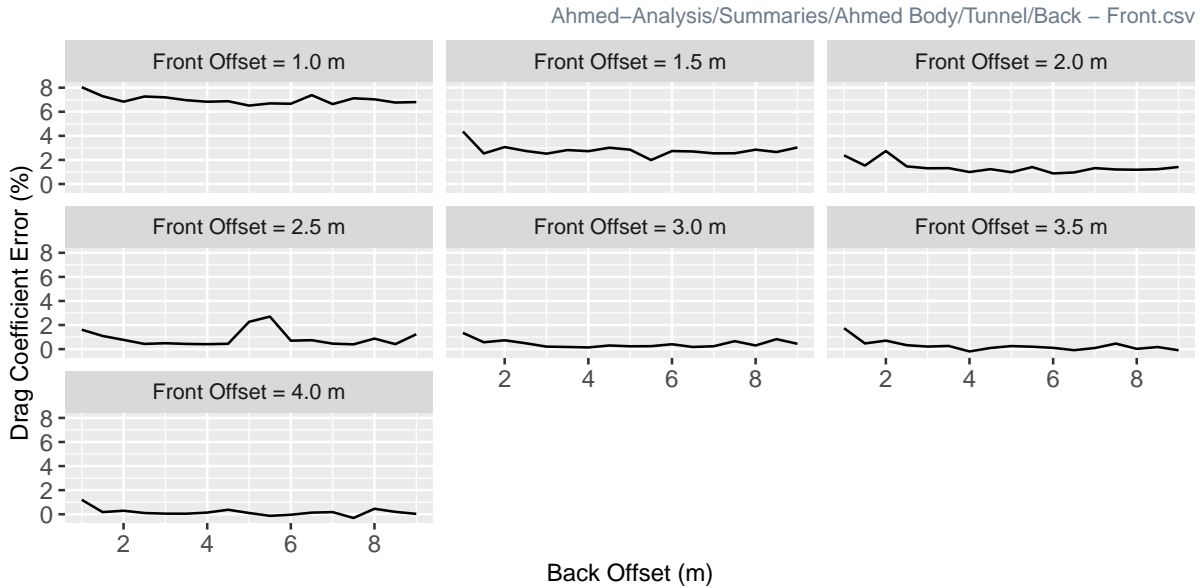 Ahmed−Analysis/Summaries/Ahmed Body/Tunnel/Back − Front.csv
Front Offset = 1.0 m
Front Offset = 1.5 m
Front Offset = 2.0 m
8
6
4
2
0
Front Offset = 2.5 m
Front Offset = 3.0 m
Front Offset = 3.5 m
8
6
4
2
0
2 4 6 8
2 4 6 8
Front Offset = 4.0 m
8
6
4
2
0
2 4 6 8
Drag Coefficient Error (%)
Back Offset (m)